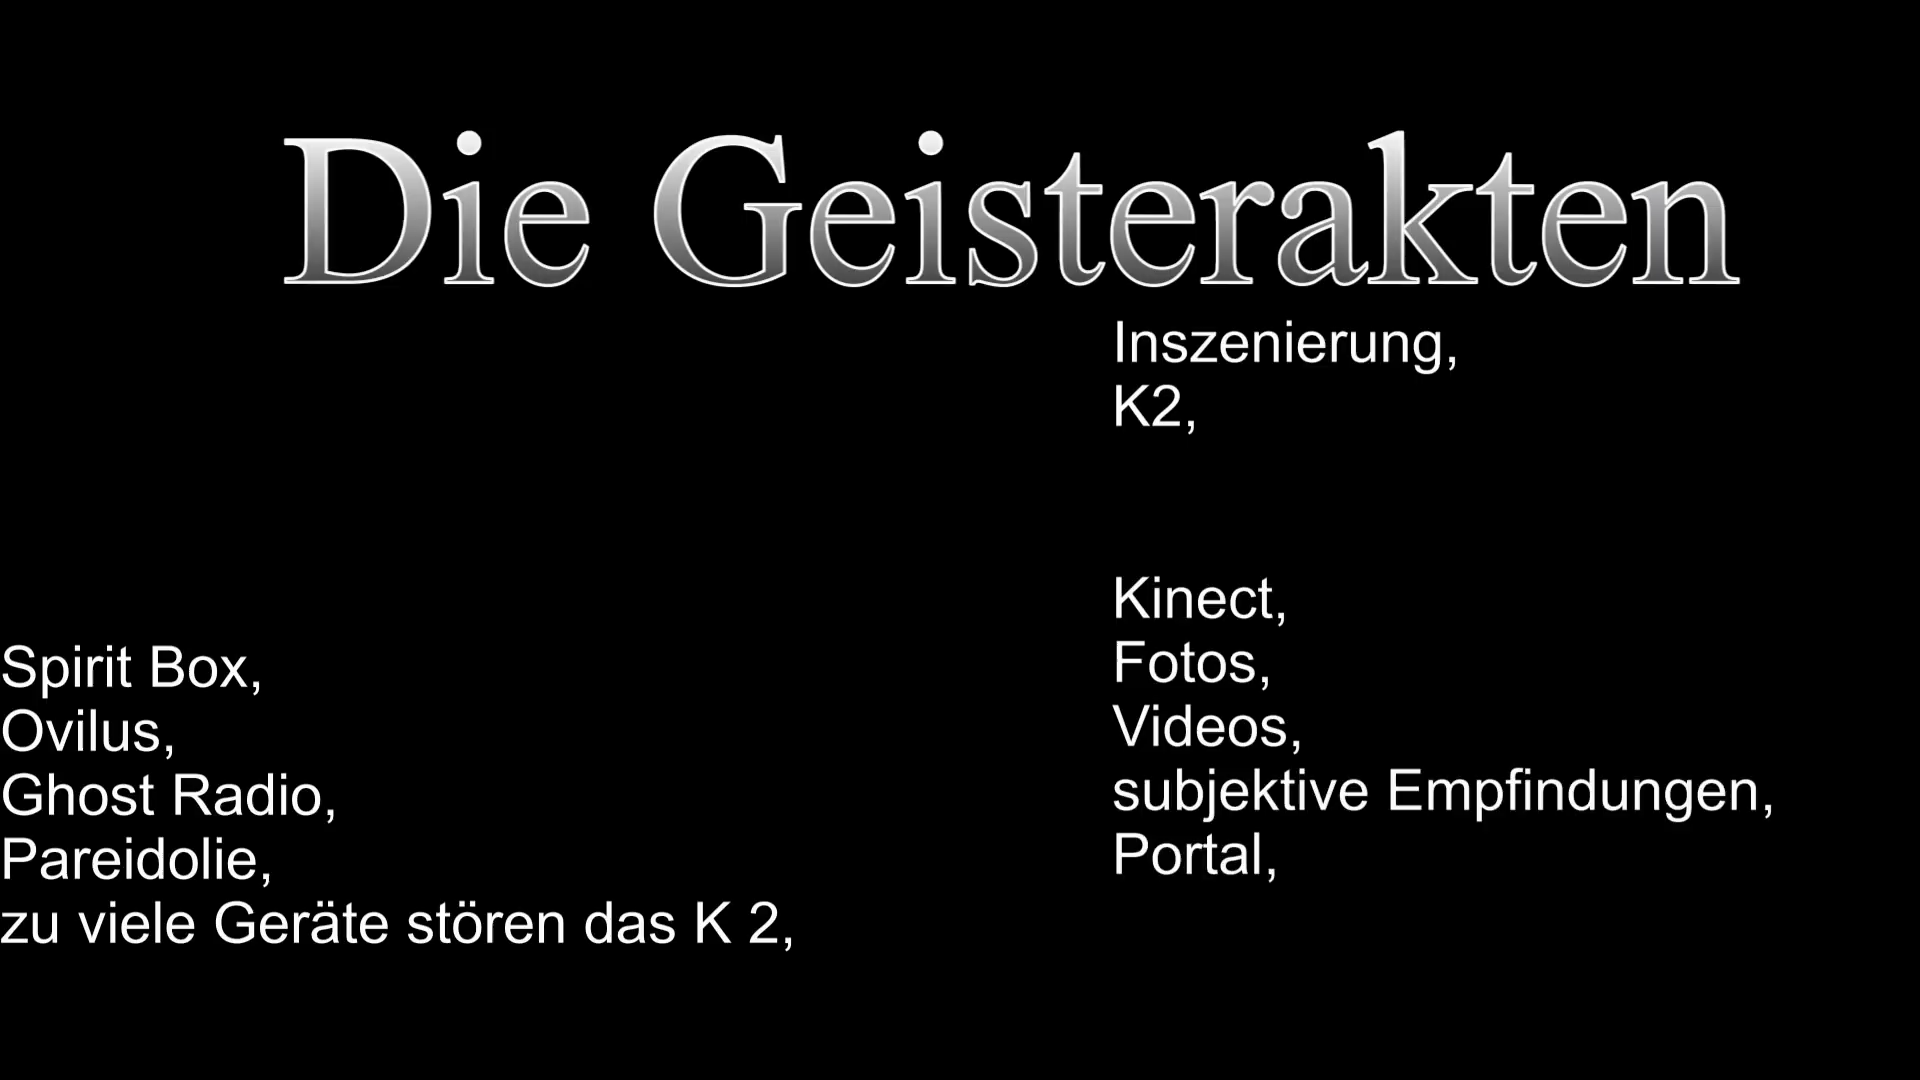 Die Geisterakten
Inszenierung,
K2,
Kinect,
Fotos,
Videos,
subjektive Empfindungen,
Portal,
Spirit Box,
Ovilus,
Ghost Radio,
Pareidolie,
zu viele Geräte stören das K 2,